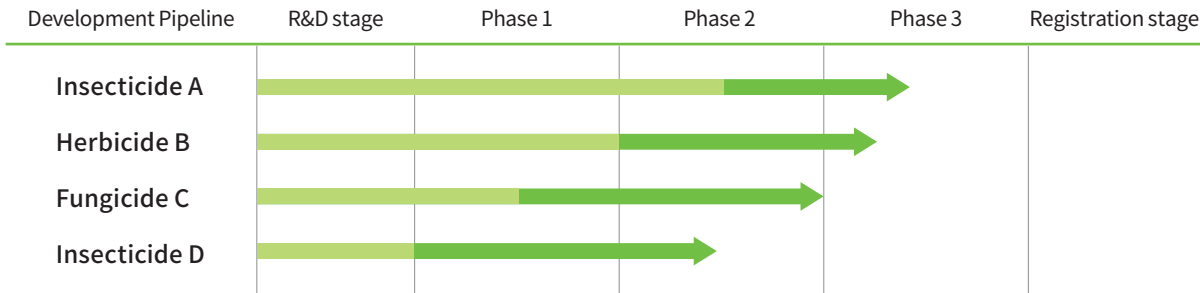 Development Pipeline R&D stage Phase 1 Phase 2 Phase 3 Registration stage
Insecticide A
Herbicide B
Fungicide C
Insecticide D